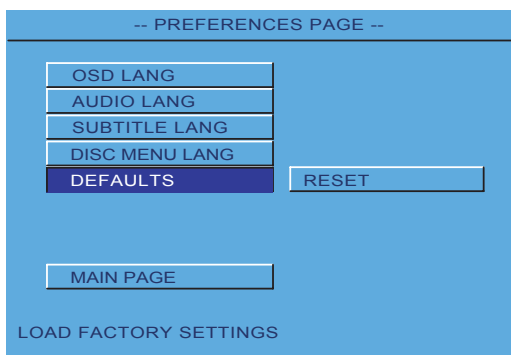 -- PREFERENCES PAGE --
OSD LANG
AUDIO LANG
SUBTITLE LANG
DISC MENU LANG
DEFAULTS RESET
MAIN PAGE
LOAD FACTORY SETTINGS